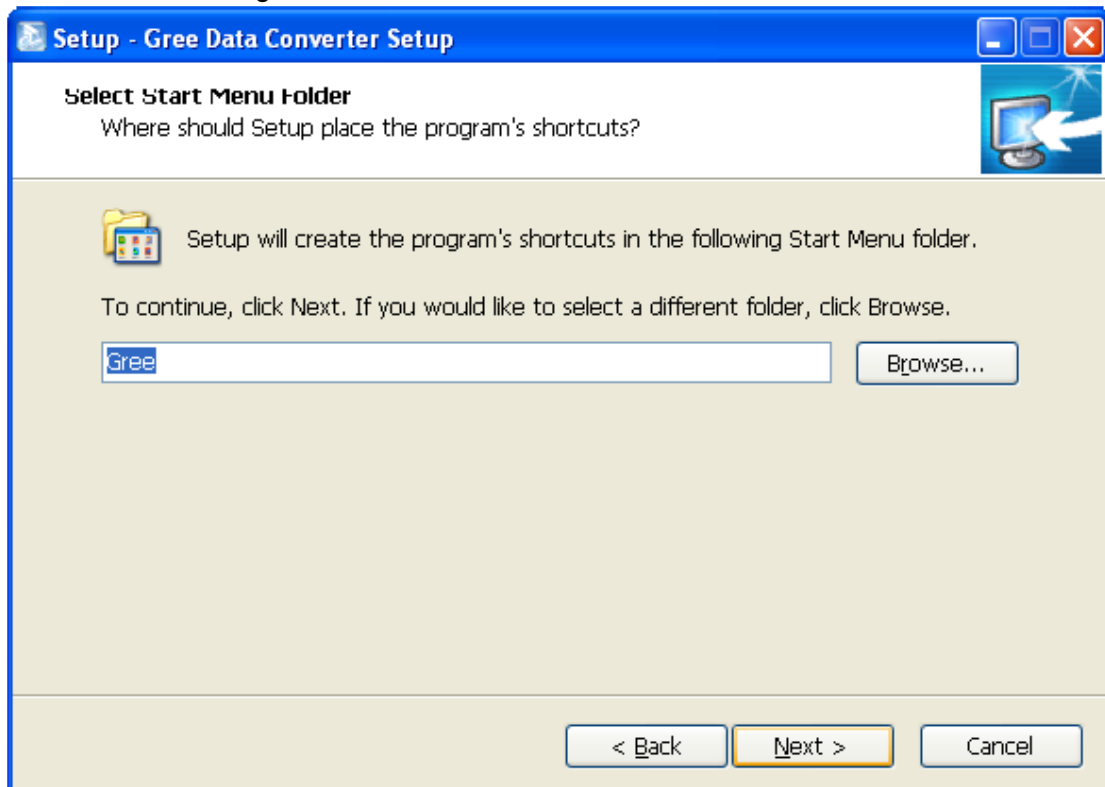 Setup - Gree Data Converter Setup
Select Start Menu Folder
Where should Setup place the program's shortcuts?
Setup will create the program's shortcuts in the following Start Menu folder.
To continue, click Next. If you would like to select a different folder, click Browse.
Gree
Browse...
< Back
Next >
Cancel